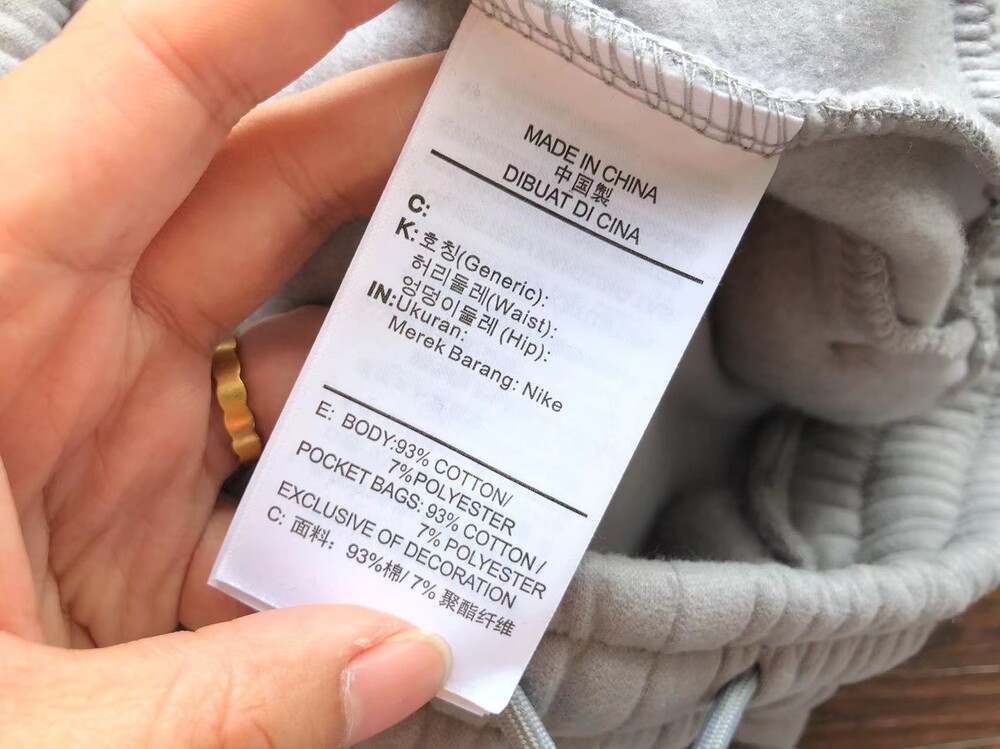 MADE IN CHINA
中国製
DIBUAT DI CINA
C:
K: 호칭(Generic):
허리둘레(Waist):
엉덩이둘레 (Hip):
IN: Ukuran:
Merek Barang: Nike
E: BODY:93% COTTON/
7%POLYESTER
POCKET BAGS: 93% COTTON /
7% POLYESTER
EXCLUSIVE OF DECORATION
C: 面料: 93%棉/ 7% 聚酯纤维